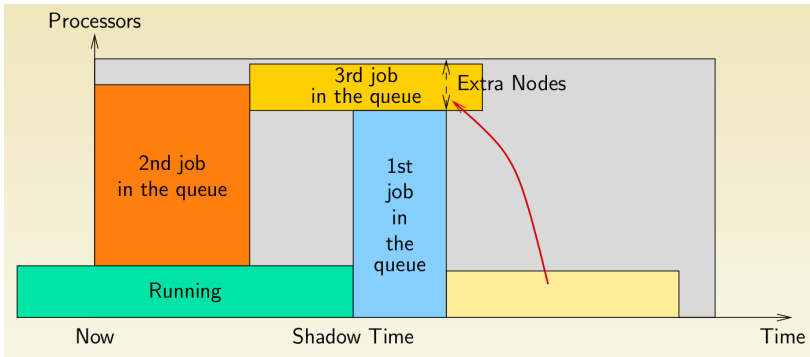 Processors
3rd job
in the queue
Extra Nodes
2nd job
in the queue
1st
job
in
the
queue
Running
Now
Shadow Time
Time